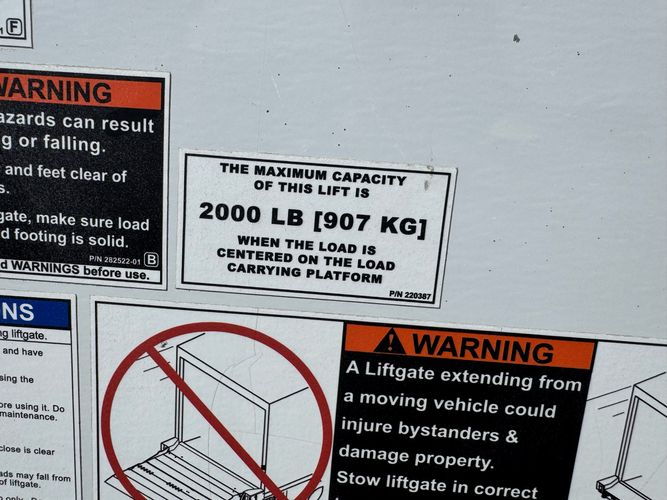 F
WARNING
azards can result
g or falling.
and feet clear of
s.
gate, make sure load
d footing is solid.
P/N 282522-01 B
d WARNINGS before use.
THE MAXIMUM CAPACITY
OF THIS LIFT IS
2000 LB [907 KG]
WHEN THE LOAD IS
CENTERED ON THE LOAD
CARRYING PLATFORM
P/N 220387
NS
ng liftgate.
and have
sing the
ore using it. Do
maintenance.
close is clear
ads may fall from
of liftgate.
WARNING
A Liftgate extending from
a moving vehicle could
injure bystanders &
damage property.
Stow liftgate in correct